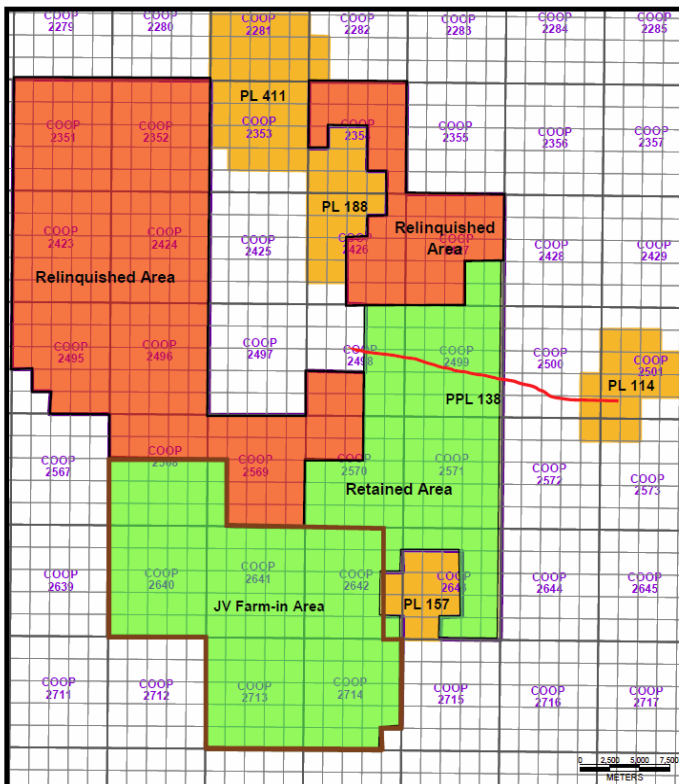 COOP
2279
COOP
2280
COOP
2281
COOP
2282
COOP
2283
COOP
2284
COOP
2285
PL 411
COOP
2351
COOP
2352
COOP
2353
COOP
2354
COOP
2355
COOP
2356
COOP
2357
PL 188
COOP
2423
COOP
2424
COOP
2425
COOP
2426
Relinquished
Area
COOP
2428
COOP
2429
Relinquished Area
COOP
2495
COOP
2496
COOP
2497
COOP
2498
COOP
2499
COOP
2500
COOP
2501
PL 114
PPL 138
COOP
2567
COOP
2568
COOP
2569
COOP
2570
COOP
2571
COOP
2572
COOP
2573
Retained Area
COOP
2639
COOP
2640
COOP
2641
COOP
2642
COOP
2643
COOP
2644
COOP
2645
JV Farm-in Area
PL 157
COOP
2711
COOP
2712
COOP
2713
COOP
2714
COOP
2715
COOP
2716
COOP
2717
0 2,500 5,000 7,500
METERS